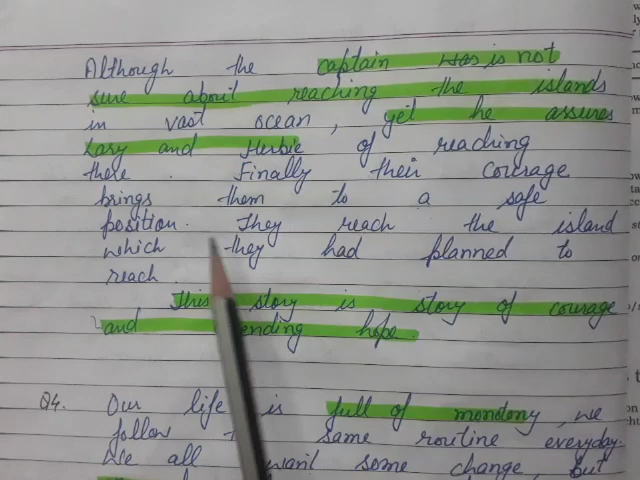 Although the captain was is not
sure about reaching the islands
in vast ocean, yet he assures
Larry and Herbie of reaching
there. Finally their courage
brings them to a safe
position. They reach the island
which they had planned to
reach
This story is story of courage
and ending hope.
Q4. Our life is full of monotony, we
follow same routine everyday.
We all want some change, but